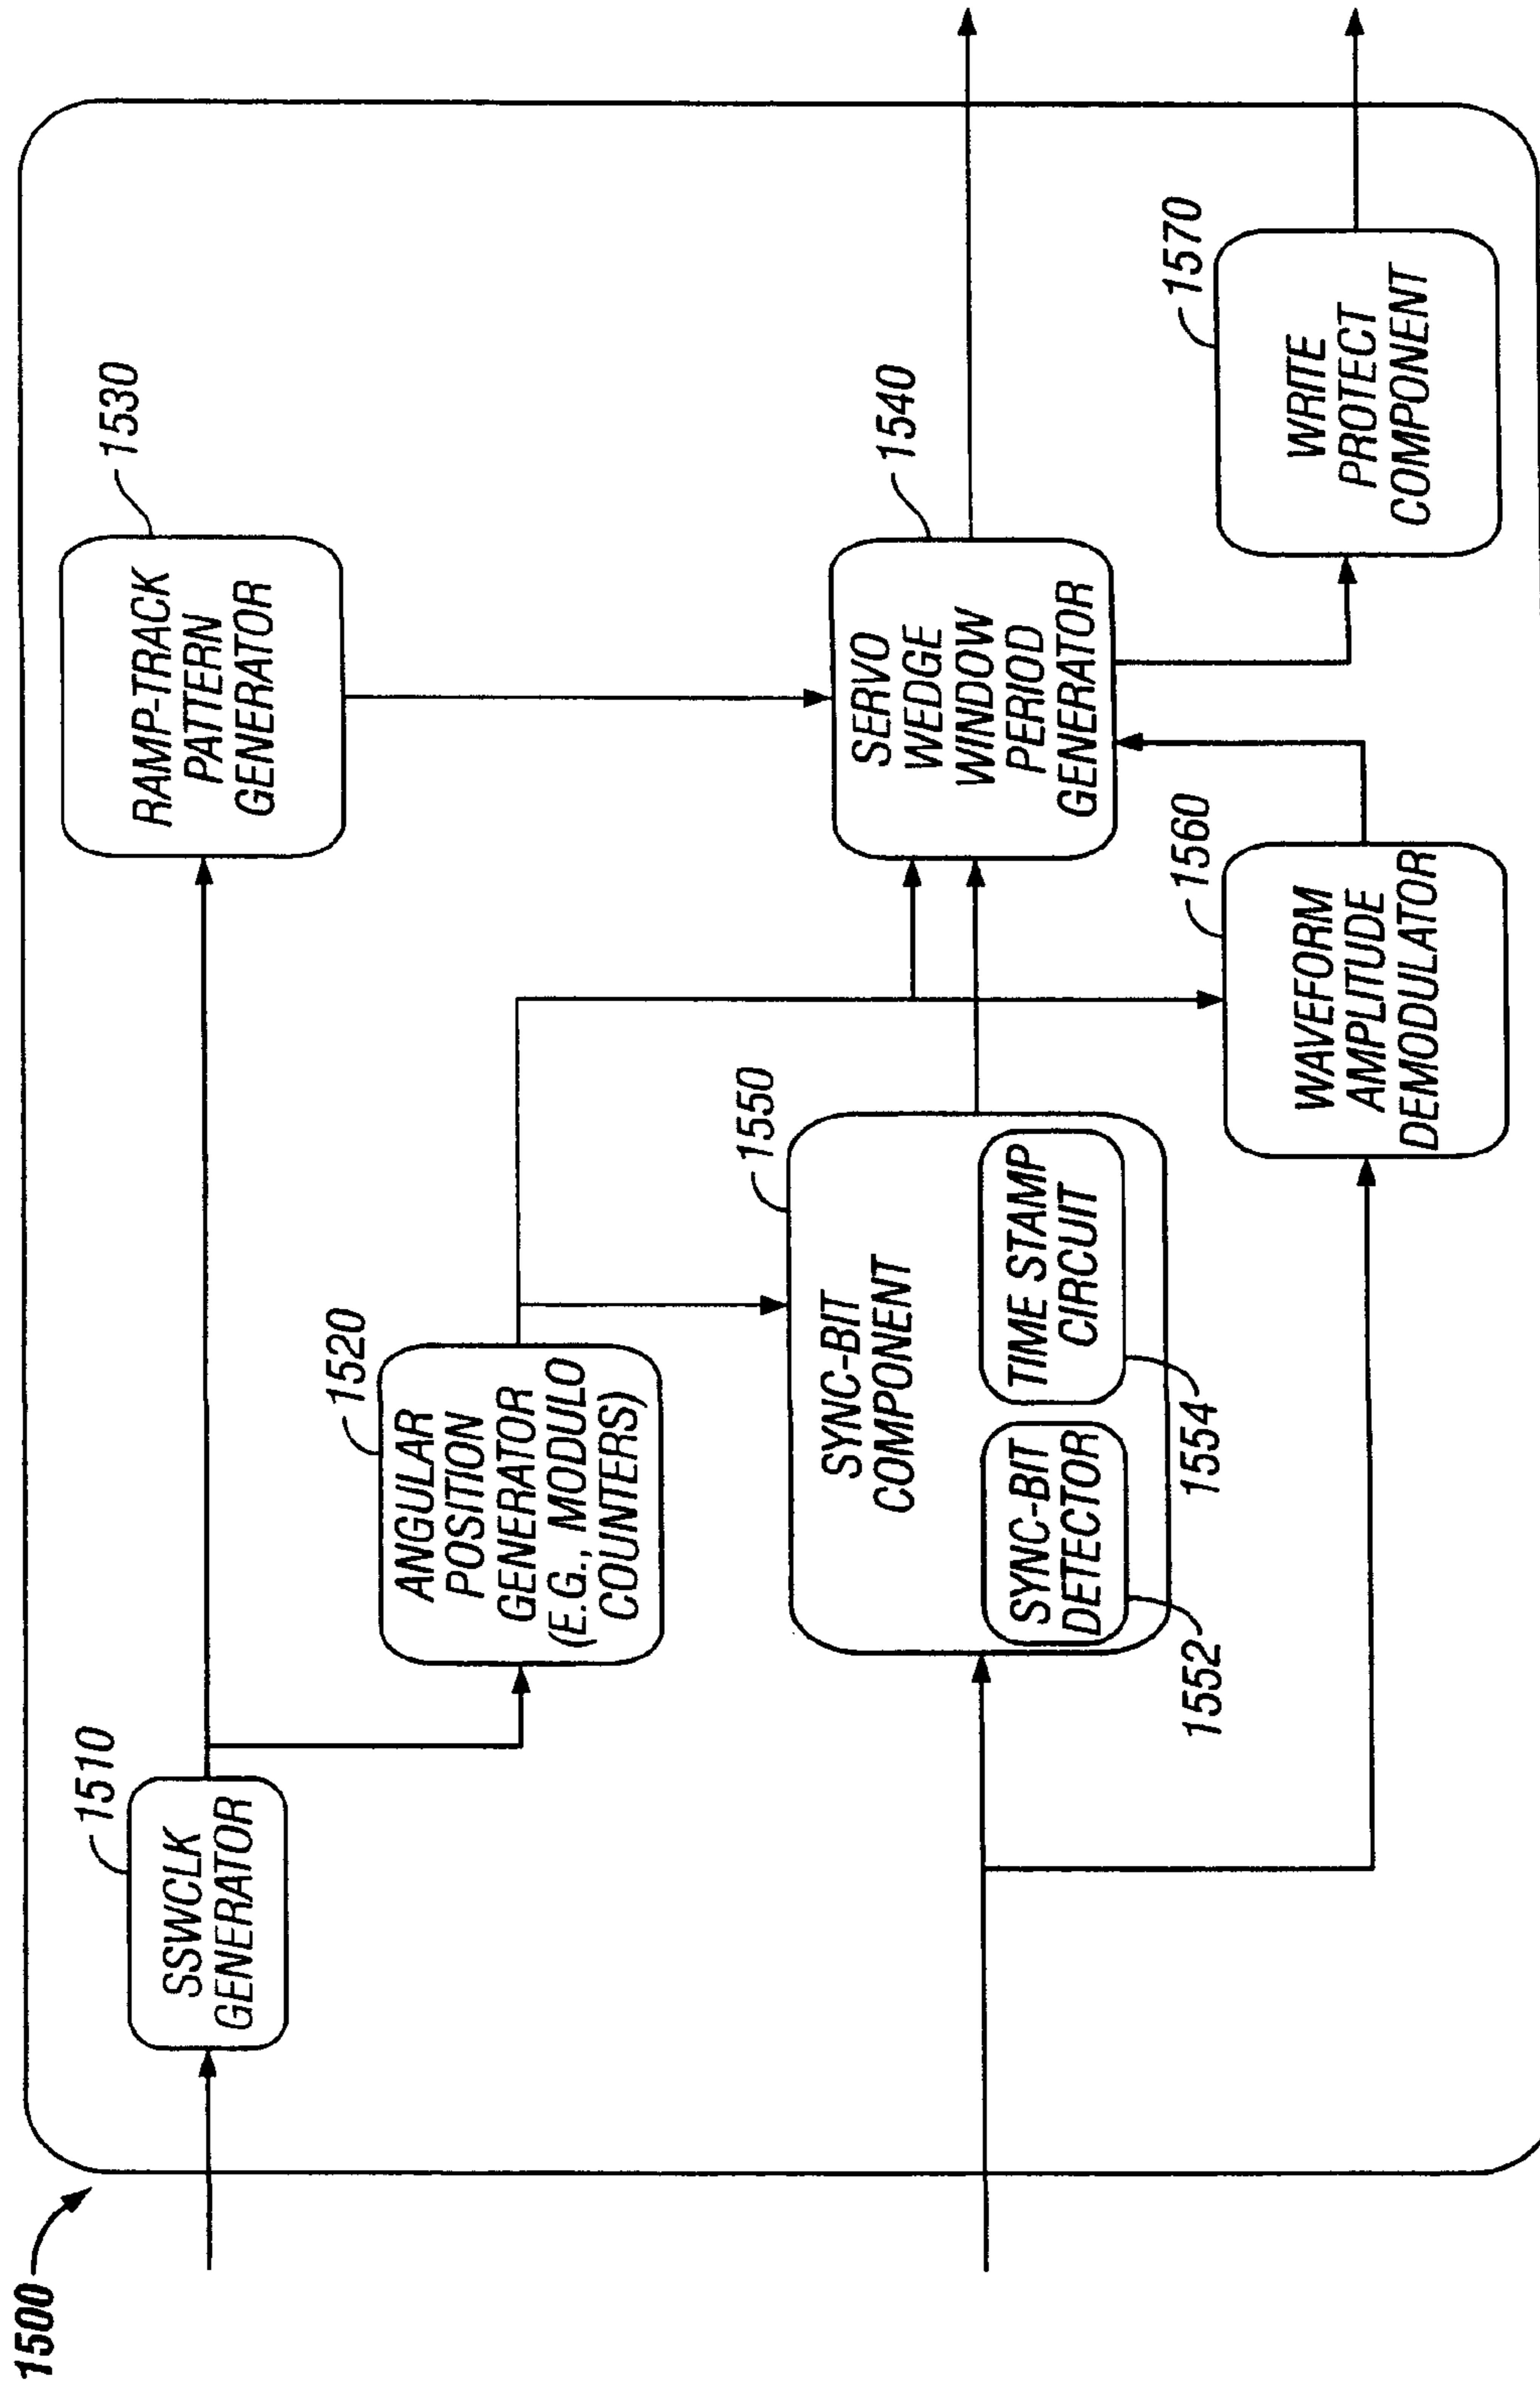 1500
1510
SSWCLK
GENERATOR
1530
RAMP-TRACK
PATTERN
GENERATOR
1520
ANGULAR
POSITION
GENERATOR
(E.G., MODULO
COUNTERS)
1550
SYNC-BIT
COMPONENT
SYNC-BIT
DETECTOR
1552
TIME STAMP
CIRCUIT
1554
1540
SERVO
WEDGE
WINDOW
PERIOD
GENERATOR
1560
WAVEFORM
AMPLITUDE
DEMODULATOR
1570
WRITE
PROTECT
COMPONENT